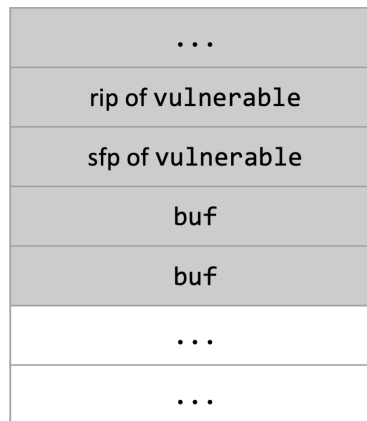 ...
rip of vulnerable
sfp of vulnerable
buf
buf
...
...